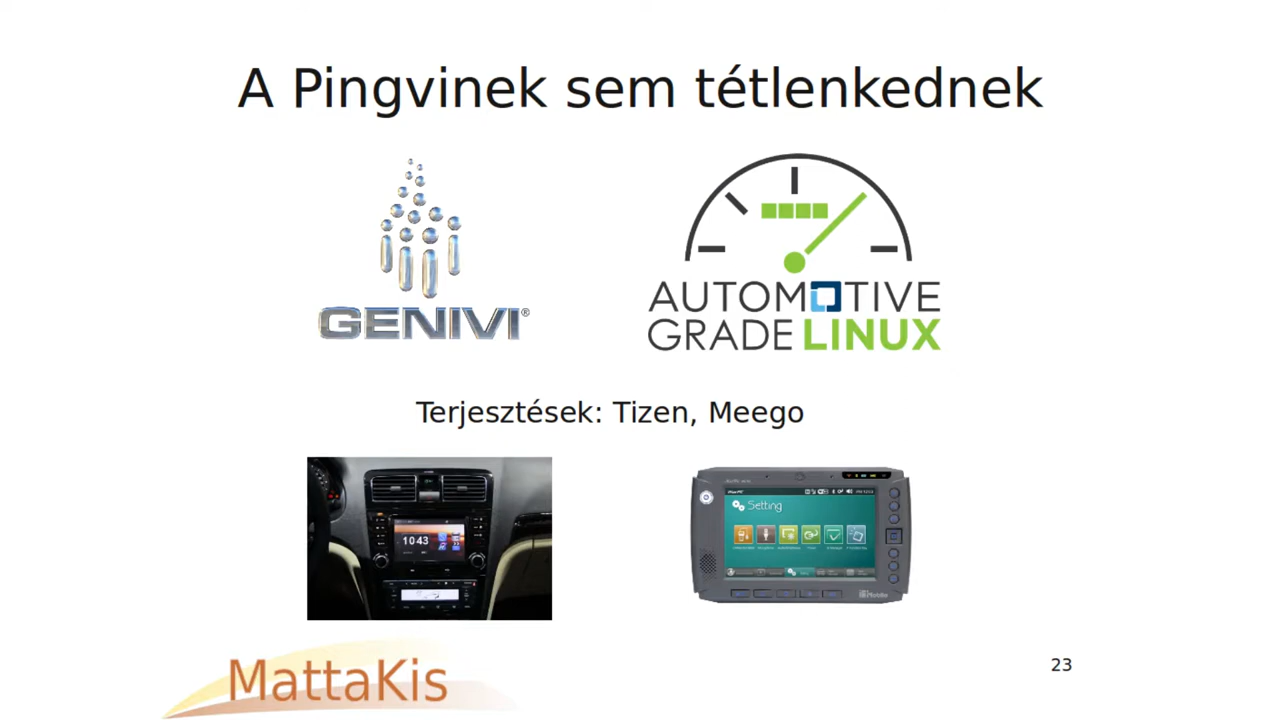 A Pingvinek sem tétlenkednek
GENIVI®
AUTOMOTIVE
GRADE LINUX
Terjesztések: Tizen, Meego
10 43
Setting
MattaKis
23